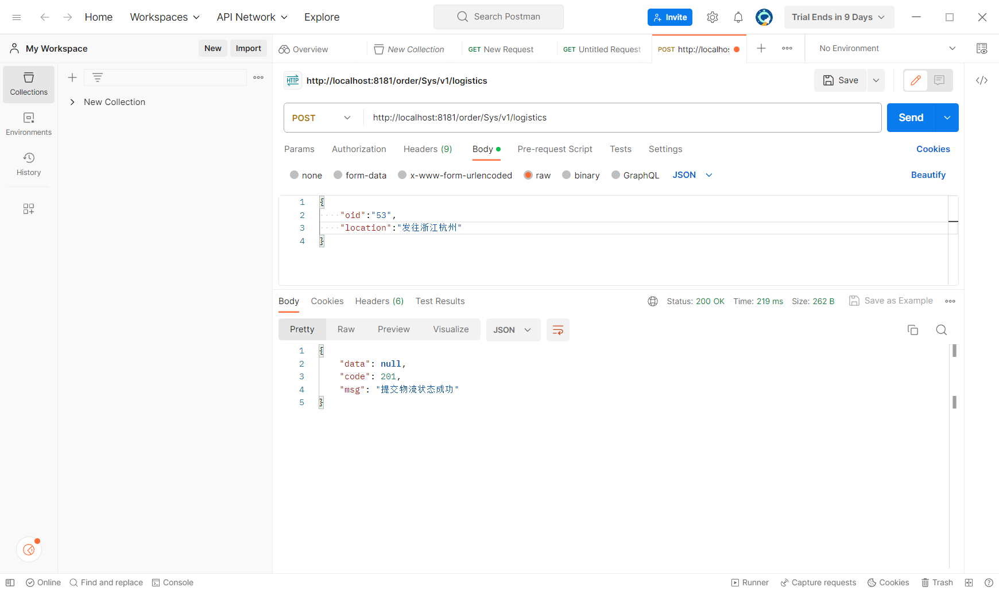 Home Workspaces API Network Explore Search Postman Invite Trial Ends in 9 Days
My Workspace New Import Overview New Collection GET New Request GET Untitled Request POST http://localhos No Environment
Collections
Environments
History
New Collection
HTTP http://localhost:8181/order/Sys/v1/logistics Save
POST http://localhost:8181/order/Sys/v1/logistics Send
Params Authorization Headers (9) Body Pre-request Script Tests Settings Cookies
none form-data x-www-form-urlencoded raw binary GraphQL JSON Beautify
1 {
2 "oid":"53",
3 "location":"发往浙江杭州"
4 }
Body Cookies Headers (6) Test Results Status: 200 OK Time: 219 ms Size: 262 B Save as Example
Pretty Raw Preview Visualize JSON
1 {
2 "data": null,
3 "code": 201,
4 "msg": "提交物流状态成功"
5 }
Online Find and replace Console Runner Capture requests Cookies Trash